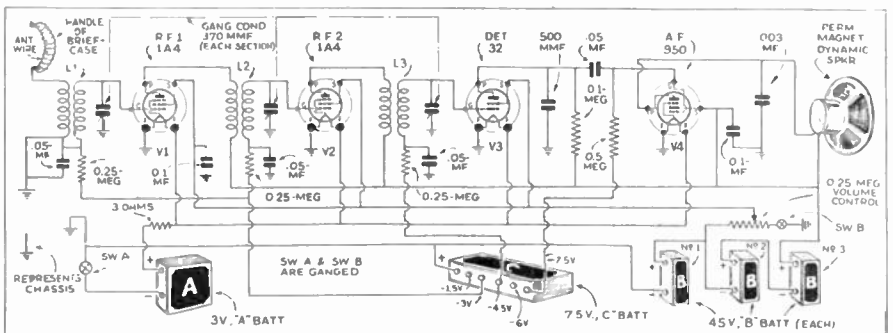 ANT WIRE
HANDLE
OF
BRIEF-
CASE
L1
RF1
1A4
GANG COND
370 MMF
(EACH SECTION)
L2
RF2
1A4
L3
DET
32
500
MMF
.05
MF
AF
950
.003
MF
PERM
MAGNET
DYNAMIC
SPKR
0.1-
MEG
0.5
MEG
V1
V2
V3
V4
.05-
MF
0.25-MEG
0.1
MF
.05-
MF
0.25-MEG
.05-
MF
0.25-MEG
0.1-
MF
0.25 MEG
VOLUME
CONTROL
3 OHMS
SW A
REPRESENTS
CHASSIS
+
-
A
3V., "A" BATT
SW A & SW B
ARE GANGED
+
-1.5V
-3V
-4.5V
-6V
-7.5V
7.5V., "C" BATT
SW B
Nº 1
Nº 2
Nº 3
+
-
B
+
-
B
+
-
B
45V., "B" BATT (EACH)